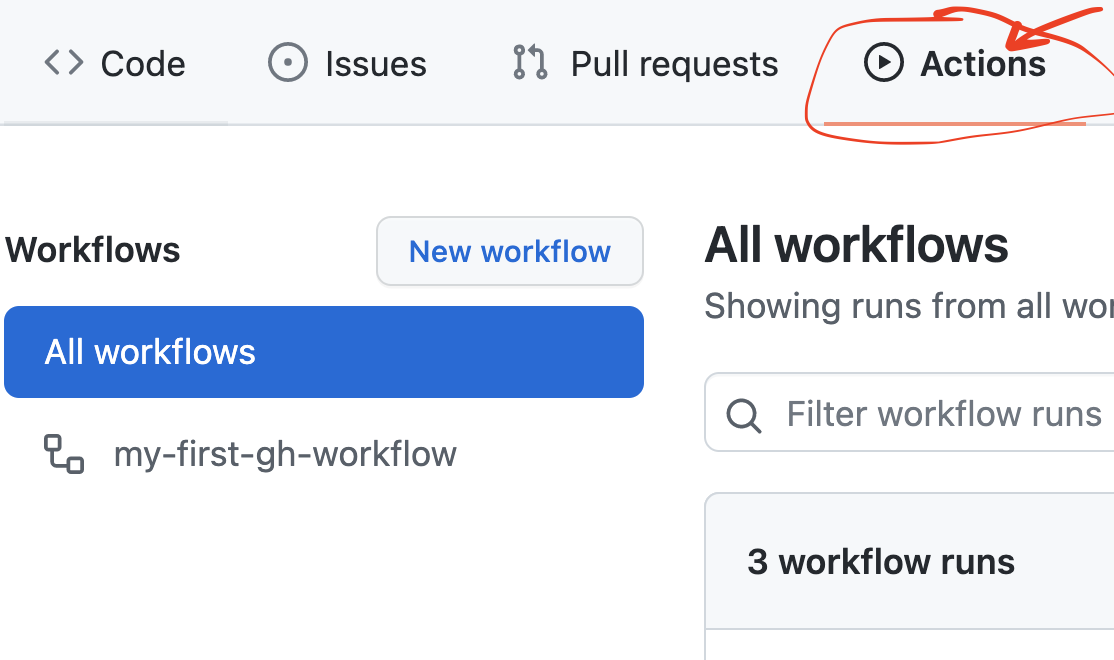 Code Issues Pull requests Actions
Workflows New workflow
All workflows
my-first-gh-workflow
All workflows
Showing runs from all
Filter workflow runs
3 workflow runs